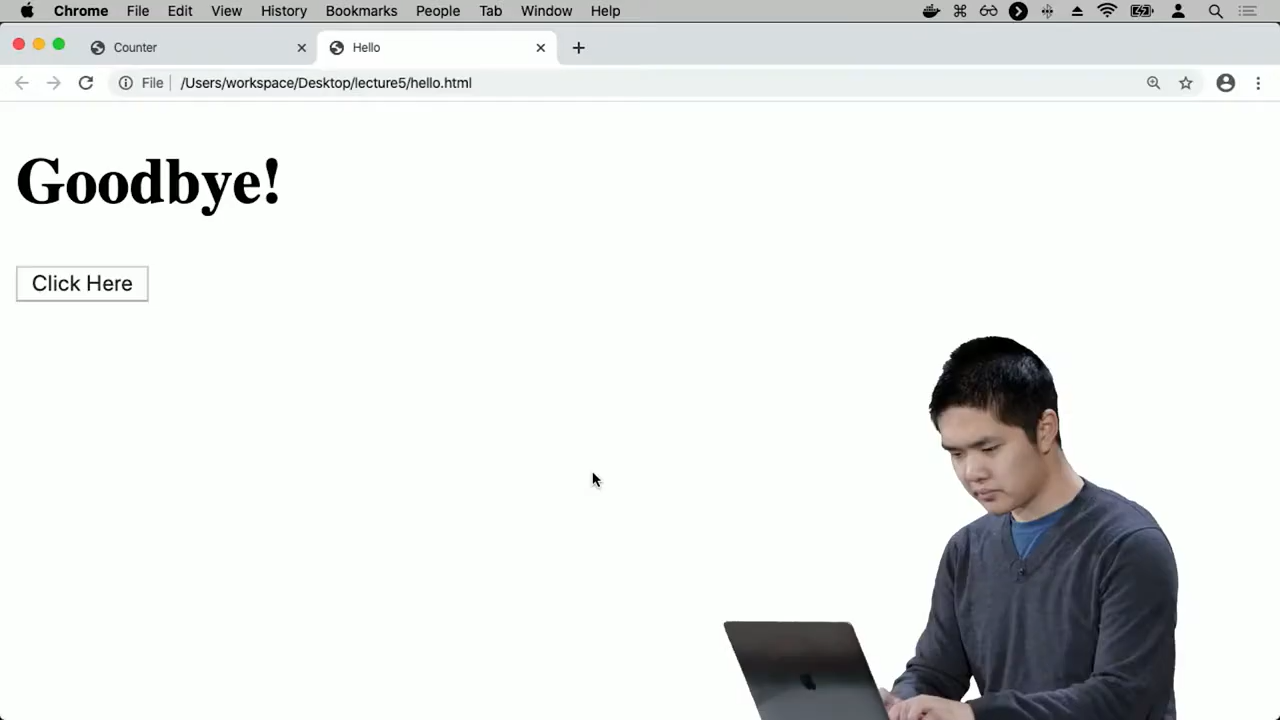 Chrome File Edit View History Bookmarks People Tab Window Help
Counter
Hello
File /Users/workspace/Desktop/lecture5/hello.html
Goodbye!
Click Here